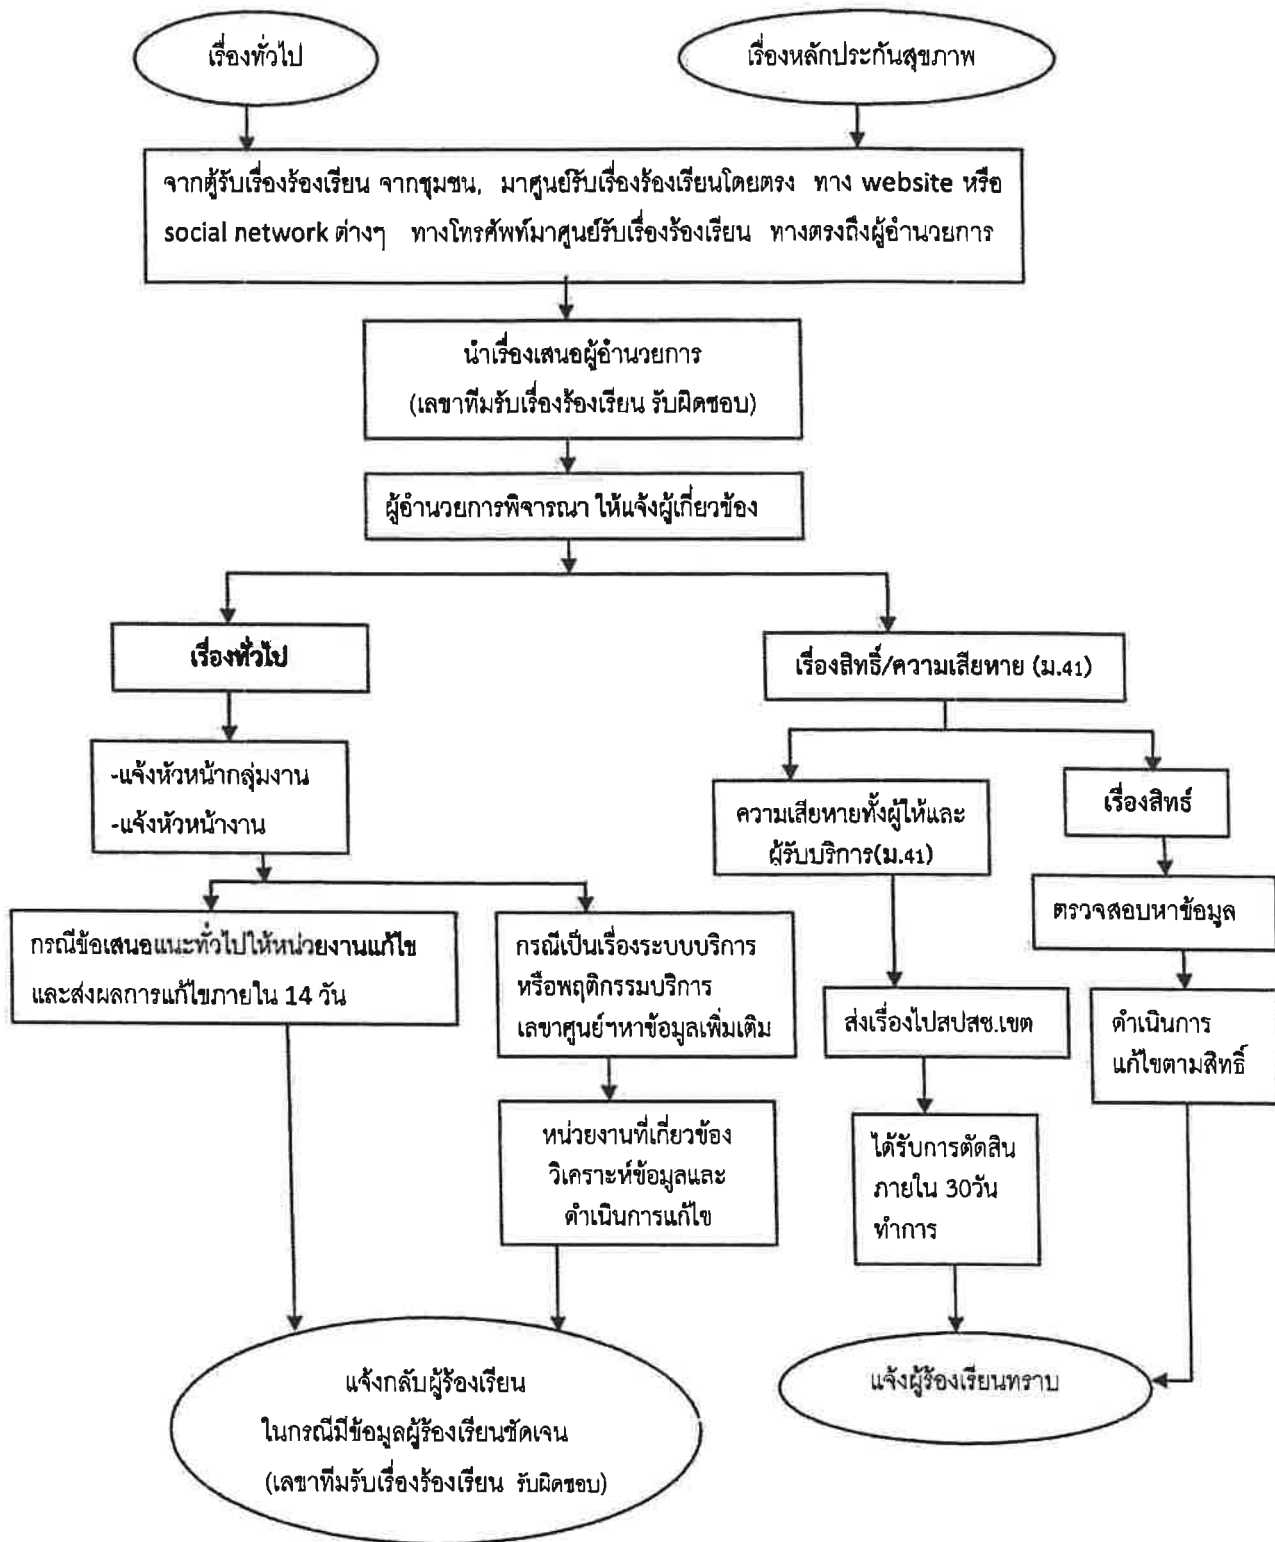 เรื่องทั่วไป
เรื่องหลักประกันสุขภาพ
จากตู้รับเรื่องร้องเรียน จากชุมชน, มาศูนย์รับเรื่องร้องเรียนโดยตรง ทาง website หรือ
social network ต่างๆ ทางโทรศัพท์มาศูนย์รับเรื่องร้องเรียน ทางตรงถึงผู้อำนวยการ
นำเรื่องเสนอผู้อำนวยการ
(เลขาทีมรับเรื่องร้องเรียน รับผิดชอบ)
ผู้อำนวยการพิจารณา ให้แจ้งผู้เกี่ยวข้อง
เรื่องทั่วไป
เรื่องสิทธิ์/ความเสียหาย (ม.41)
-แจ้งหัวหน้ากลุ่มงาน
-แจ้งหัวหน้างาน
ความเสียหายทั้งผู้ให้และ
ผู้รับบริการ(ม.41)
เรื่องสิทธ์
กรณีข้อเสนอแนะทั่วไปให้หน่วยงานแก้ไข
และส่งผลการแก้ไขภายใน 14 วัน
กรณีเป็นเรื่องระบบบริการ
หรือพฤติกรรมบริการ
เลขาศูนย์ฯหาข้อมูลเพิ่มเติม
ตรวจสอบหาข้อมูล
ส่งเรื่องไปสปสช.เขต
ดำเนินการ
แก้ไขตามสิทธิ์
หน่วยงานที่เกี่ยวข้อง
วิเคราะห์ข้อมูลและ
ดำเนินการแก้ไข
ได้รับการตัดสิน
ภายใน 30วัน
ทำการ
แจ้งกลับผู้ร้องเรียน
ในกรณีมีข้อมูลผู้ร้องเรียนชัดเจน
(เลขาทีมรับเรื่องร้องเรียน รับผิดชอบ)
แจ้งผู้ร้องเรียนทราบ